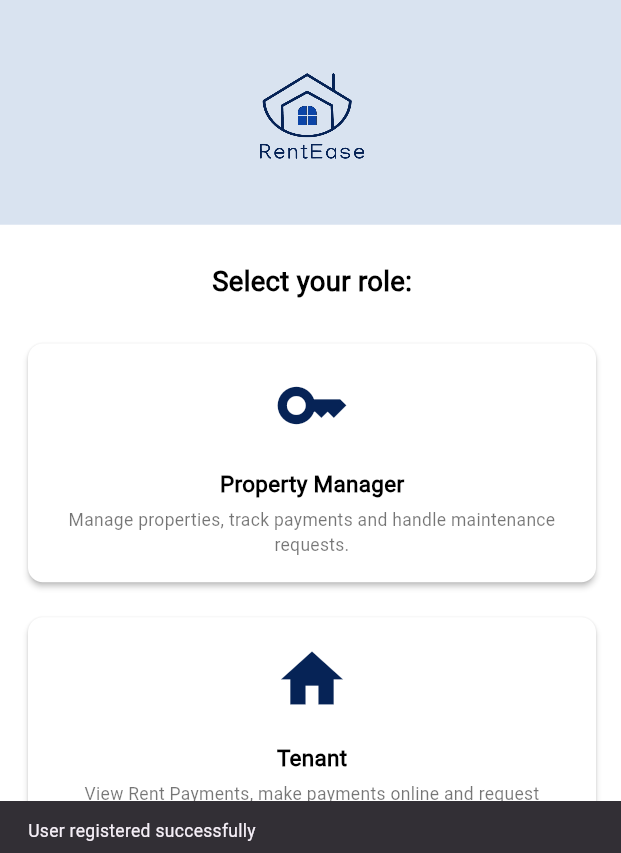 RentEase
Select your role:
Property Manager
Manage properties, track payments and handle maintenance
requests.
Tenant
View Rent Payments, make payments online and request
User registered successfully